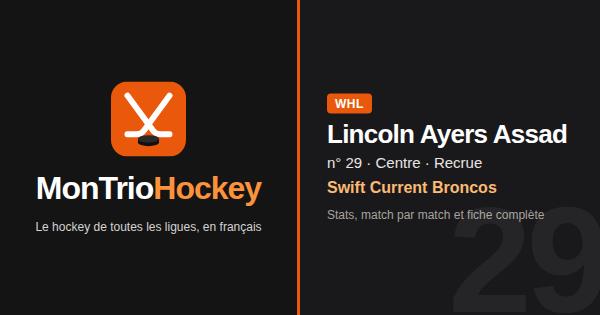 MonTrioHockey
Le hockey de toutes les ligues, en français
WHL
Lincoln Ayers Assad
n° 29 · Centre · Recrue
Swift Current Broncos
Stats, match par match et fiche complète
29